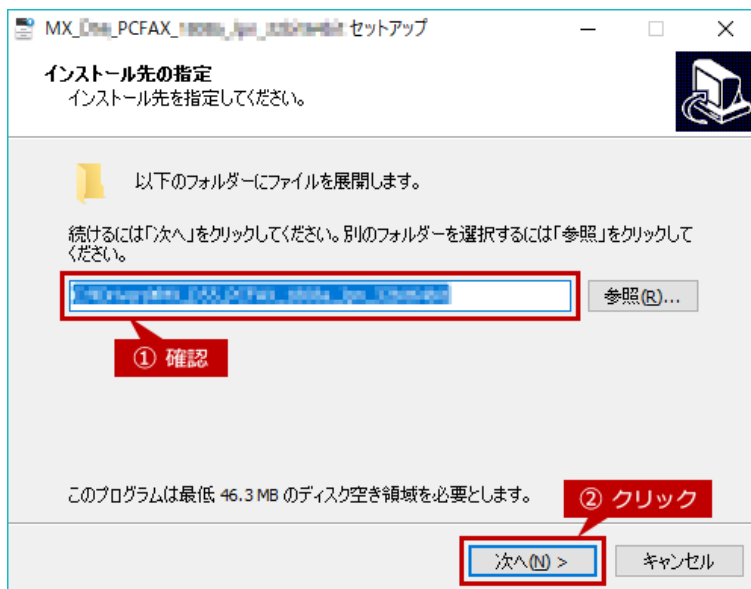 MX_ PCFAX_ セットアップ
インストール先の指定
インストール先を指定してください。
以下のフォルダーにファイルを展開します。
続けるには「次へ」をクリックしてください。別のフォルダーを選択するには「参照」をクリックして
ください。
参照(R)...
① 確認
このプログラムは最低 46.3 MB のディスク空き領域を必要とします。
② クリック
次へ(N) >
キャンセル